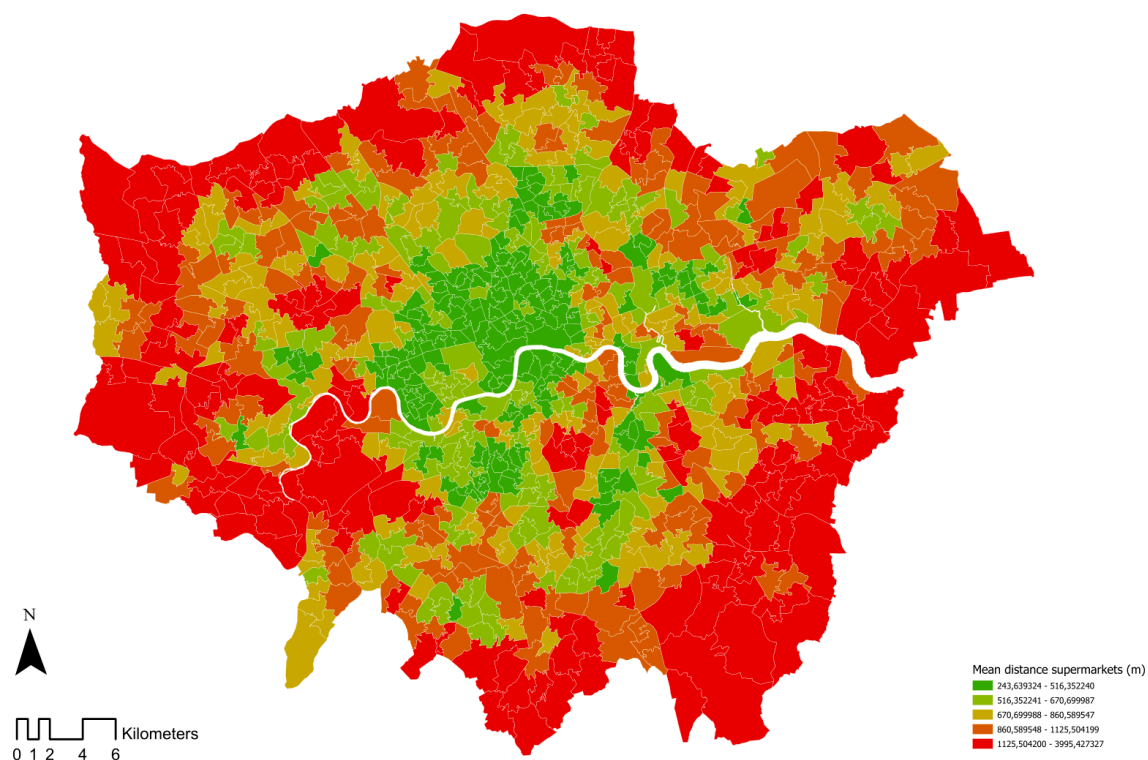 N
Kilometers
0 1 2 4 6
Mean distance supermarkets (m)
243,639324 - 516,352240
516,352241 - 670,699987
670,699988 - 860,589547
860,589548 - 1125,504199
1125,504200 - 3995,427327